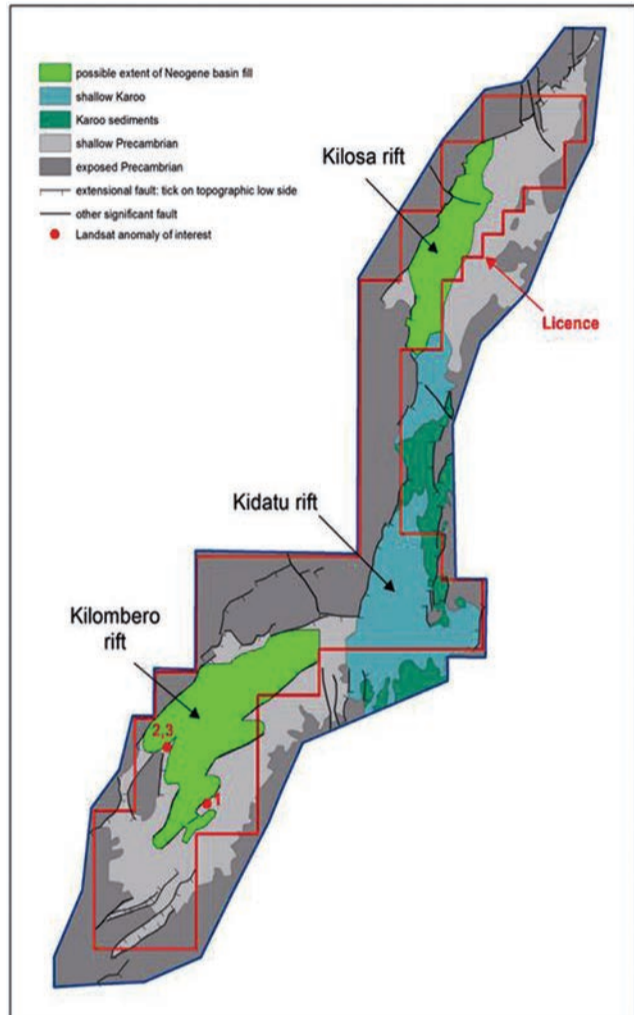 possible extent of Neogene basin fill
shallow Karoo
Karoo sediments
shallow Precambrian
exposed Precambrian
extensional fault: tick on topographic low side
other significant fault
Landsat anomaly of interest
Kilosa rift
Licence
Kidatu rift
Kilombero
rift
2,3
1